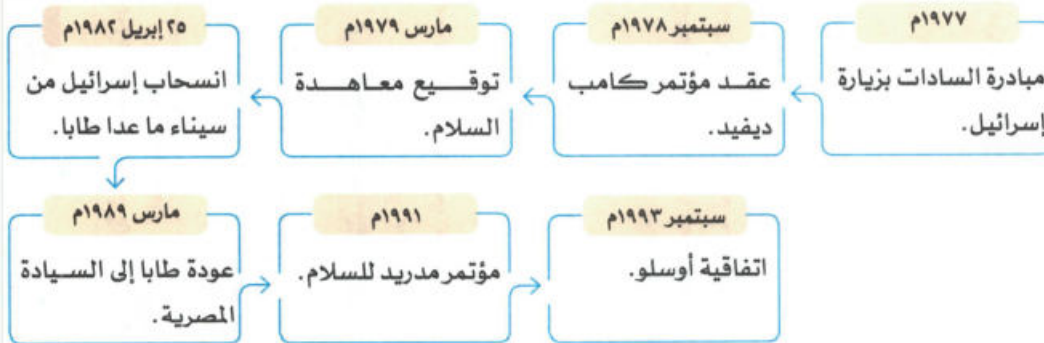 ١٩٧٧م
مبادرة السادات بزيارة
إسرائيل.
سبتمبر ١٩٧٨م
عقد مؤتمر كامب
ديفيد.
مارس ١٩٧٩م
توقيع معاهدة
السلام.
٢٥ إبريل ١٩٨٢م
انسحاب إسرائيل من
سيناء ما عدا طابا.
مارس ١٩٨٩م
عودة طابا إلى السيادة
المصرية.
١٩٩١م
مؤتمر مدريد للسلام.
سبتمبر ١٩٩٣م
اتفاقية أوسلو.